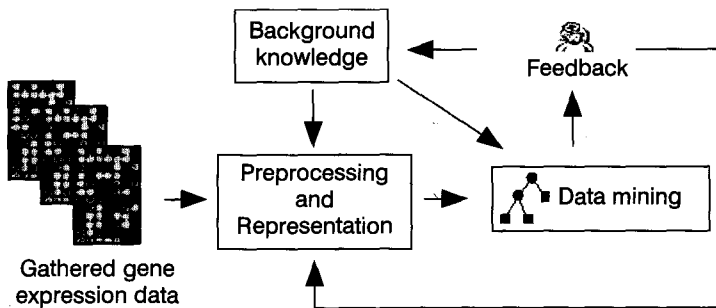 Background
knowledge
Feedback
Preprocessing
and
Representation
Data mining
Gathered gene
expression data